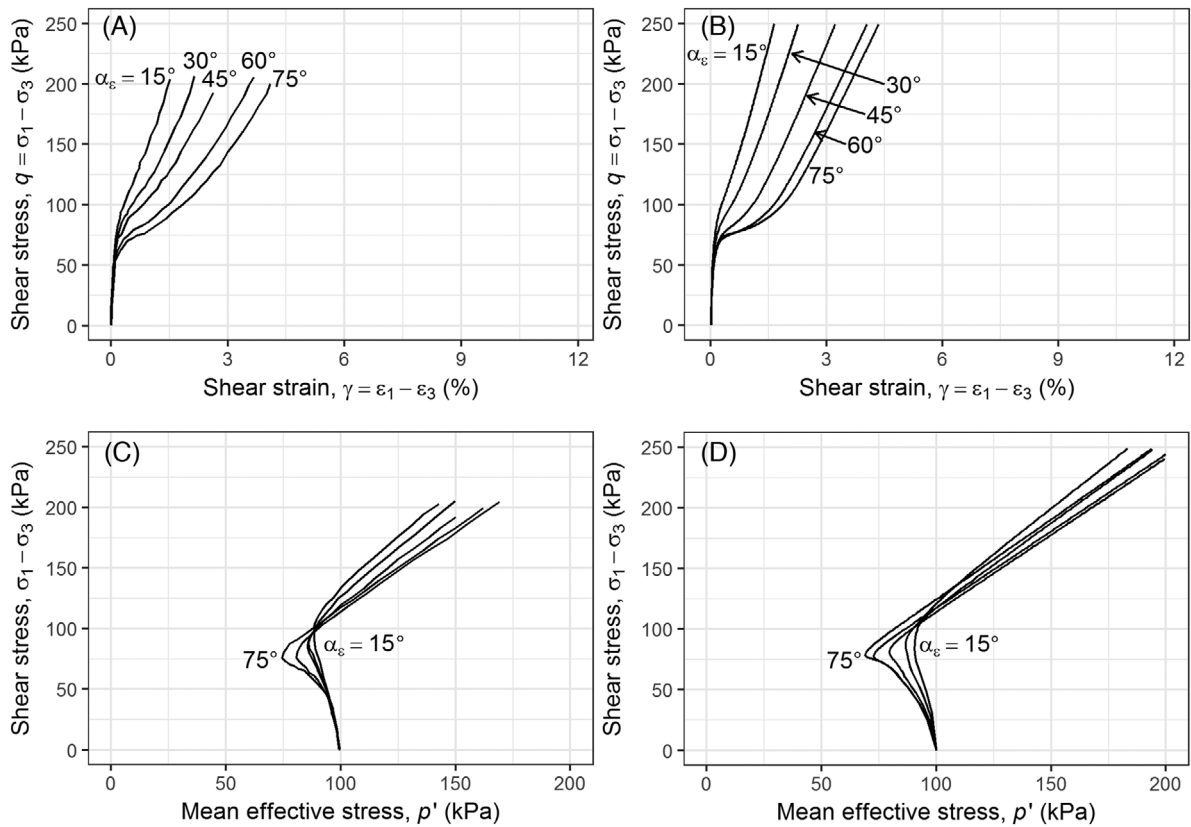 (A)
Shear stress, q = σ1 − σ3 (kPa)
250
200
150
100
50
0
αε = 15°
30°
45°
60°
75°
0 3 6 9 12
Shear strain, γ = ε1 − ε3 (%)
(B)
Shear stress, q = σ1 − σ3 (kPa)
250
200
150
100
50
0
αε = 15°
30°
45°
60°
75°
0 3 6 9 12
Shear strain, γ = ε1 − ε3 (%)
(C)
Shear stress, σ1 − σ3 (kPa)
250
200
150
100
50
0
αε = 15°
75°
0 50 100 150 200
Mean effective stress, p' (kPa)
(D)
Shear stress, σ1 − σ3 (kPa)
250
200
150
100
50
0
αε = 15°
75°
0 50 100 150 200
Mean effective stress, p' (kPa)